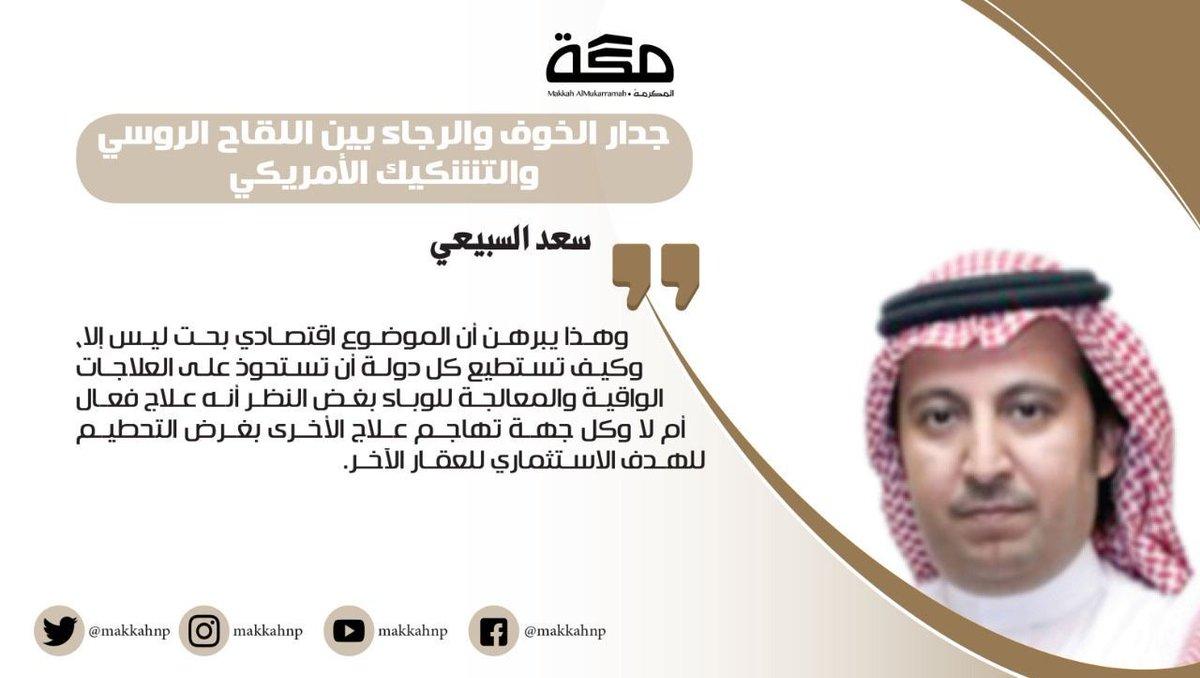 مكة
Makkah AlMukarramah • المكرمة
جدار الخوف والرجاء بين اللقاح الروسي
والتشكيك الأمريكي
سعد السبيعي
وهذا يبرهن أن الموضوع اقتصادي بحت ليس إلا،
وكيف تستطيع كل دولة أن تستحوذ على العلاجات
الواقية والمعالجة للوباء بغض النظر أنه علاج فعال
أم لا وكل جهة تهاجم علاج الأخرى بغرض التحطيم
للهدف الاستثماري للعقار الآخر.
@makkahnp makkahnp makkahnp @makkahnp